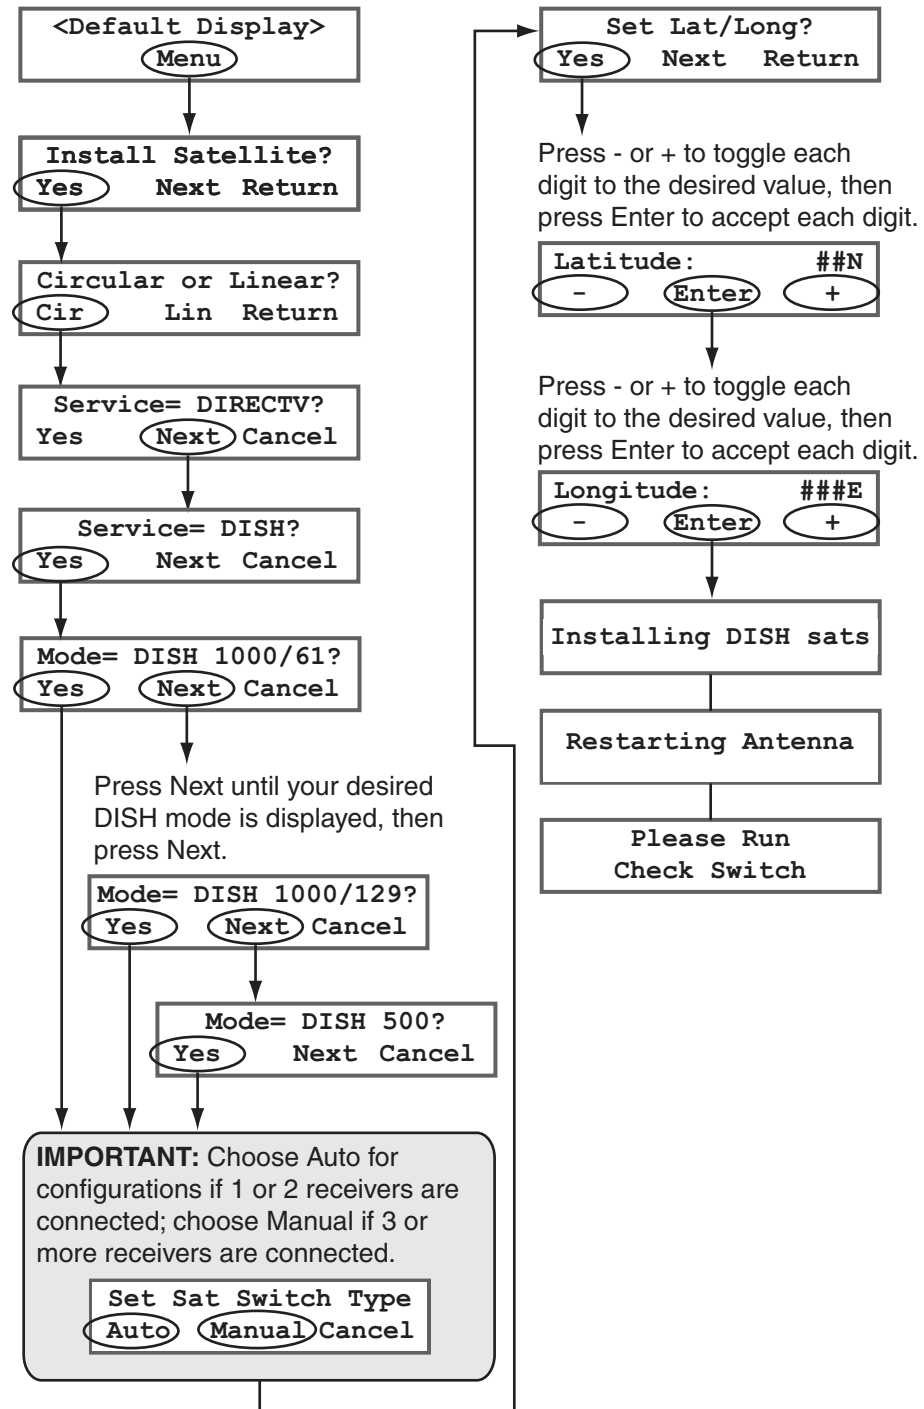 <Default Display>
Menu
Install Satellite?
Yes Next Return
Circular or Linear?
Cir Lin Return
Service= DIRECTV?
Yes Next Cancel
Service= DISH?
Yes Next Cancel
Mode= DISH 1000/61?
Yes Next Cancel
Press Next until your desired
DISH mode is displayed, then
press Next.
Mode= DISH 1000/129?
Yes Next Cancel
Mode= DISH 500?
Yes Next Cancel
IMPORTANT: Choose Auto for
configurations if 1 or 2 receivers are
connected; choose Manual if 3 or
more receivers are connected.
Set Sat Switch Type
Auto Manual Cancel
Set Lat/Long?
Yes Next Return
Press - or + to toggle each
digit to the desired value, then
press Enter to accept each digit.
Latitude: ##N
- Enter +
Press - or + to toggle each
digit to the desired value, then
press Enter to accept each digit.
Longitude: ###E
- Enter +
Installing DISH sats
Restarting Antenna
Please Run
Check Switch